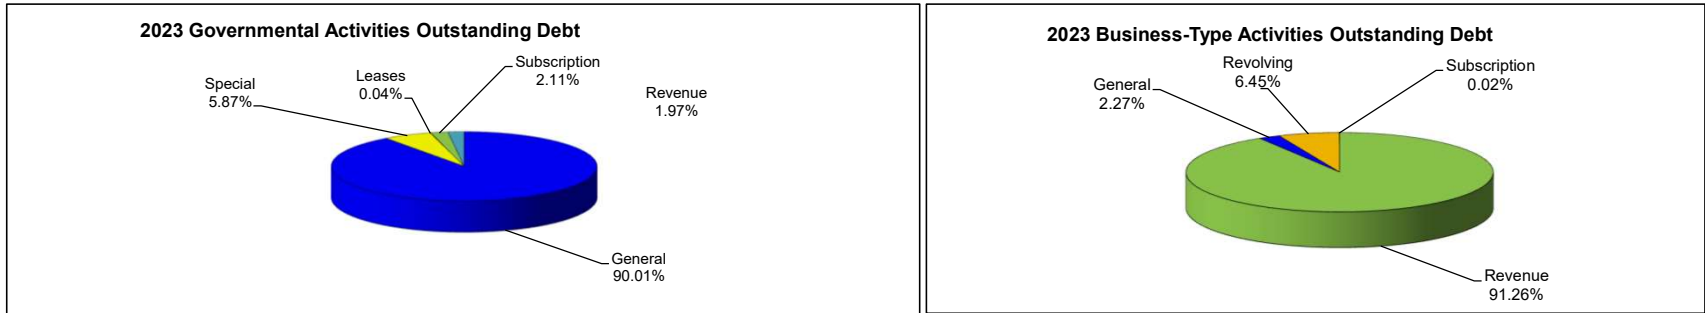 2023 Governmental Activities Outstanding Debt
Special
5.87%
Leases
0.04%
Subscription
2.11%
Revenue
1.97%
General
90.01%
2023 Business-Type Activities Outstanding Debt
General
2.27%
Revolving
6.45%
Subscription
0.02%
Revenue
91.26%